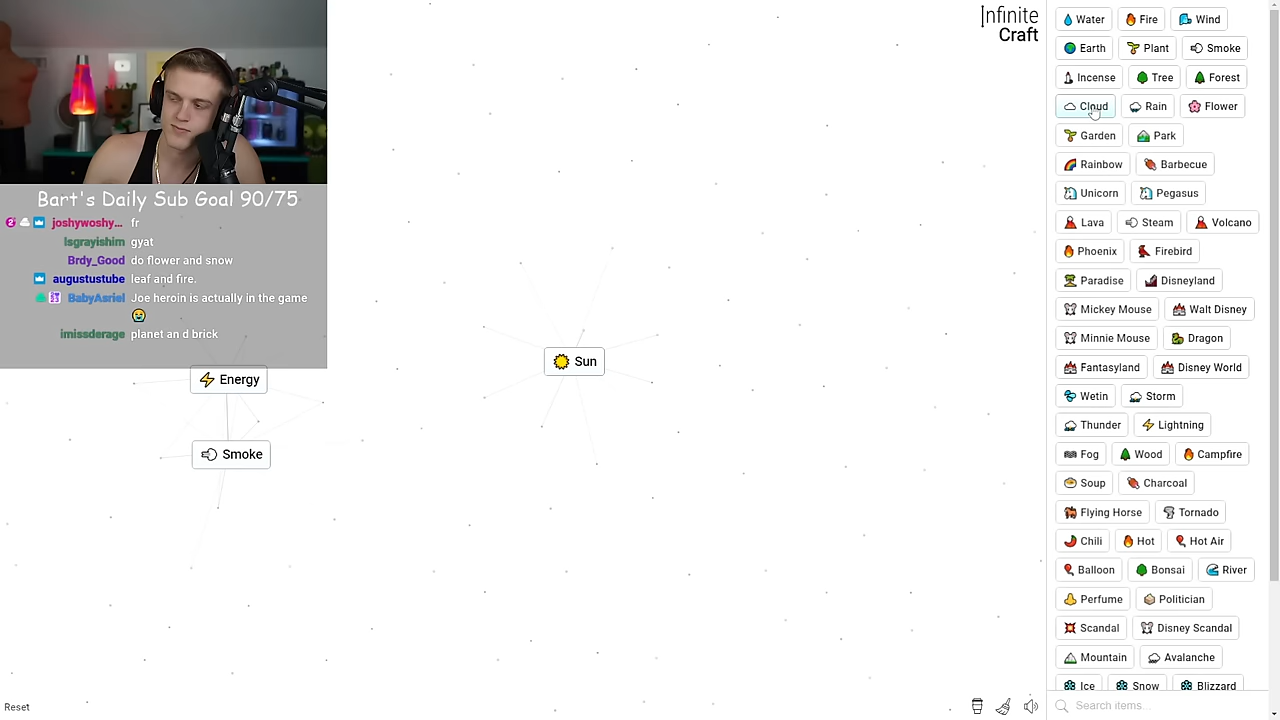 Infinite
Craft
Bart's Daily Sub Goal 90/75
joshywoshy... fr
Isgrayishim gyat
Brdy_Good do flower and snow
augustustube leaf and fire.
BabyAsriel Joe heroin is actually in the game
😭
imissderage planet an d brick
Energy
Smoke
Sun
Reset
Water Fire Wind
Earth Plant Smoke
Incense Tree Forest
Cloud Rain Flower
Garden Park
Rainbow Barbecue
Unicorn Pegasus
Lava Steam Volcano
Phoenix Firebird
Paradise Disneyland
Mickey Mouse Walt Disney
Minnie Mouse Dragon
Fantasyland Disney World
Wetin Storm
Thunder Lightning
Fog Wood Campfire
Soup Charcoal
Flying Horse Tornado
Chili Hot Hot Air
Balloon Bonsai River
Perfume Politician
Scandal Disney Scandal
Mountain Avalanche
Ice Snow Blizzard
Search items...